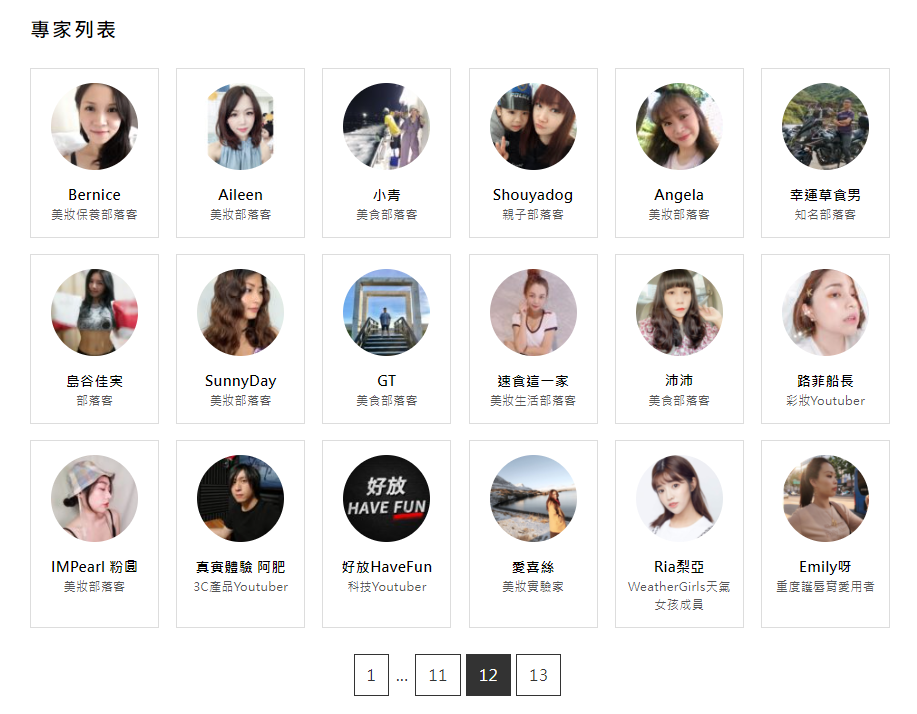 專家列表
Bernice
美妝保養部落客
Aileen
美妝部落客
小青
美食部落客
Shouyadog
親子部落客
Angela
美妝部落客
幸運草食男
知名部落客
島谷佳実
部落客
SunnyDay
美妝部落客
GT
美食部落客
速食這一家
美妝生活部落客
沛沛
美食部落客
路菲船長
彩妝Youtuber
IMPearl 粉圓
美妝部落客
真實體驗 阿肥
3C產品Youtuber
好放
HAVE FUN
好放HaveFun
科技Youtuber
愛喜絲
美妝實驗家
Ria梨亞
WeatherGirls天氣
女孩成員
Emily呀
重度護唇膏愛用者
1 ... 11 12 13